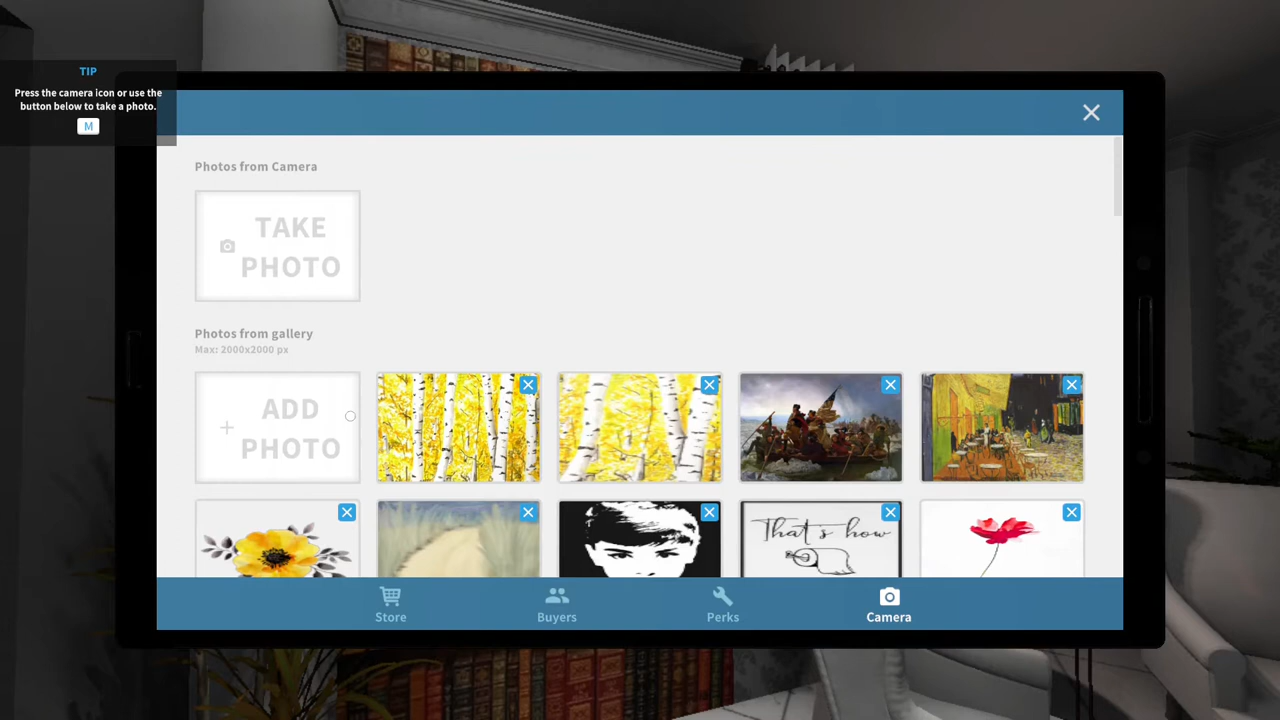 TIP
Press the camera icon or use the
button below to take a photo.
M
Photos from Camera
TAKE
PHOTO
Photos from gallery
Max: 2000x2000 px
ADD
PHOTO
That's how
Store
Buyers
Perks
Camera